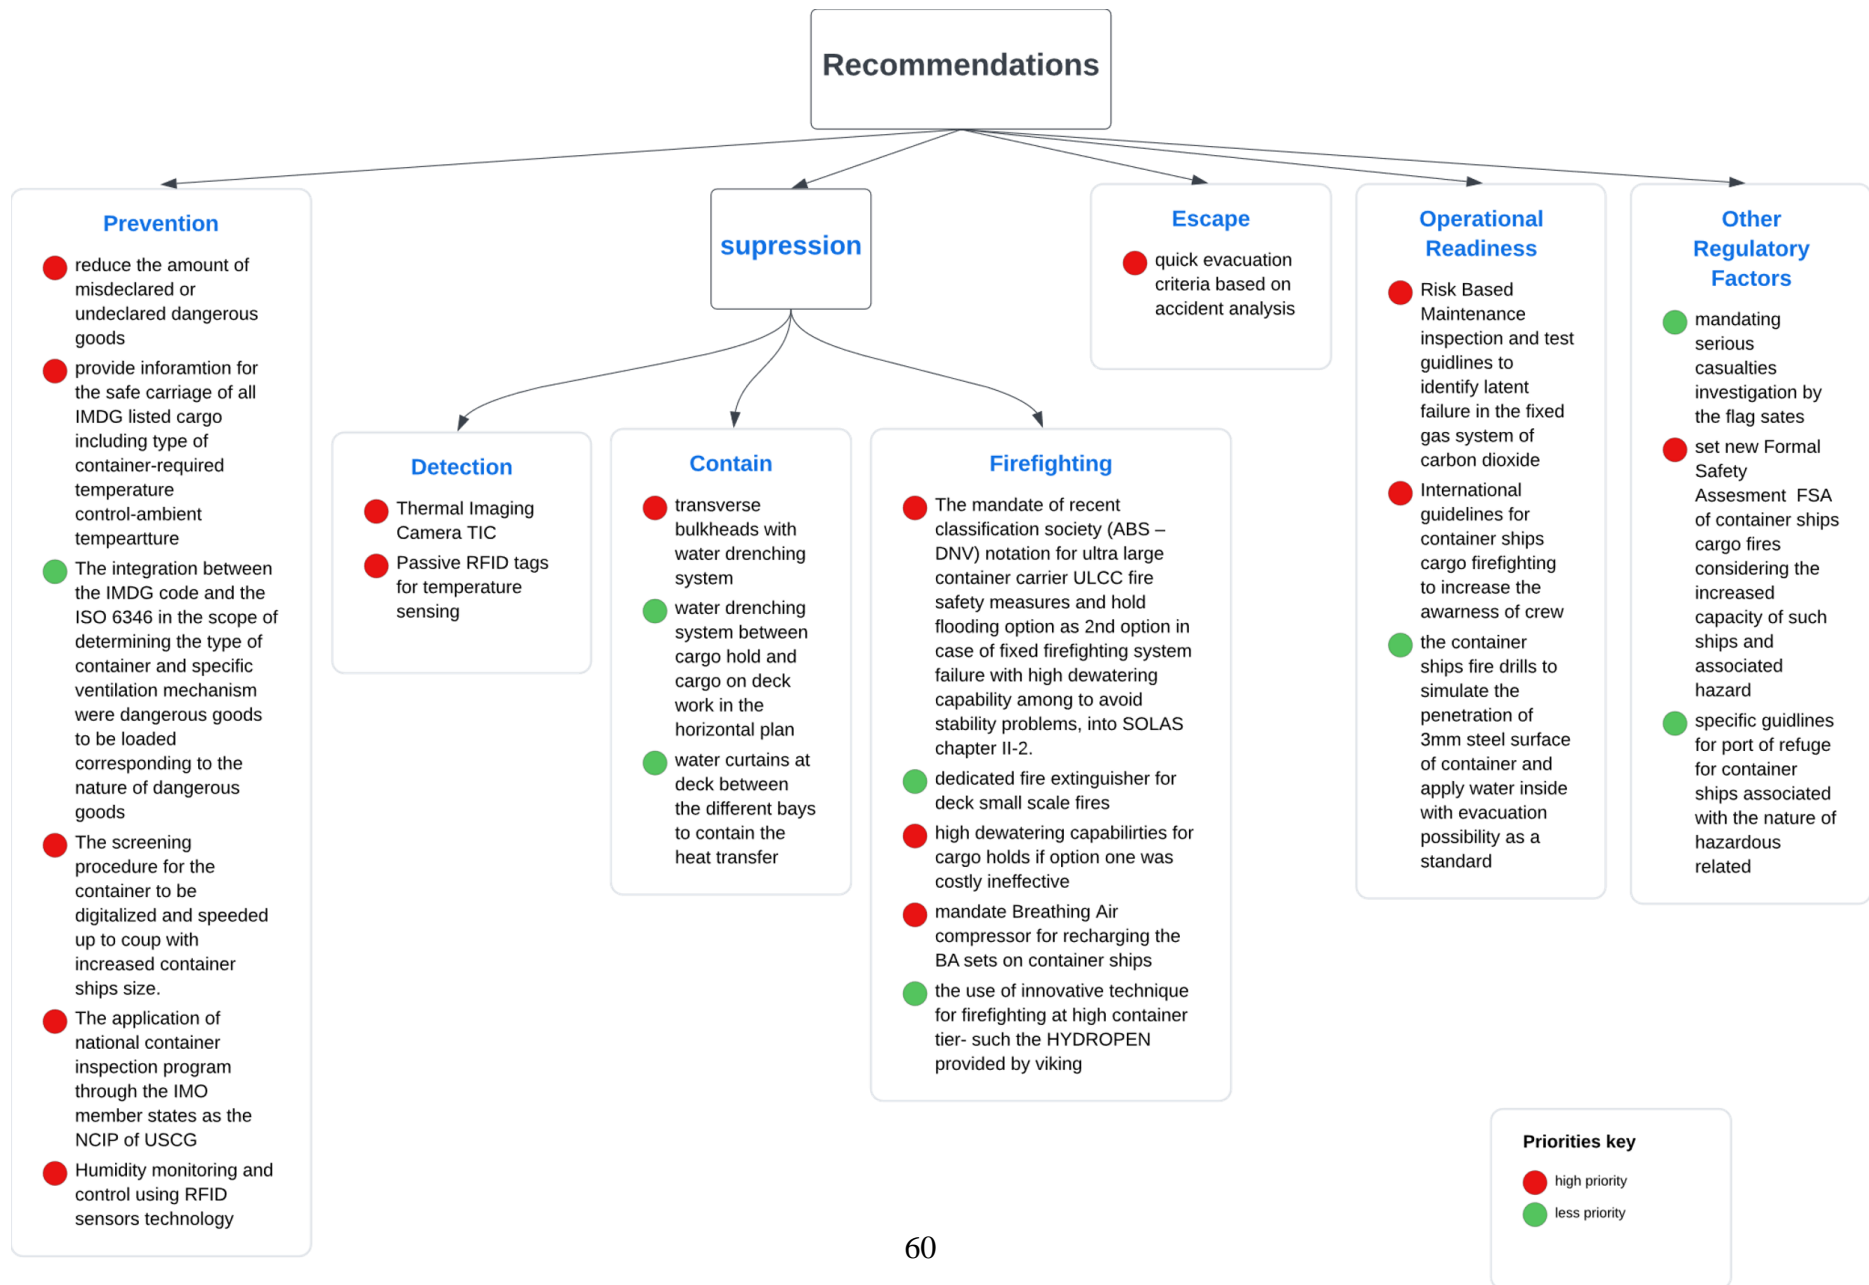 Recommendations
Prevention
reduce the amount of
misdeclared or
undeclared dangerous
goods
provide inforamtion for
the safe carriage of all
IMDG listed cargo
including type of
container-required
temperature
control-ambient
tempeartture
The integration between
the IMDG code and the
ISO 6346 in the scope of
determining the type of
container and specific
ventilation mechanism
were dangerous goods
to be loaded
corresponding to the
nature of dangerous
goods
The screening
procedure for the
container to be
digitalized and speeded
up to coup with
increased container
ships size.
The application of
national container
inspection program
through the IMO
member states as the
NCIP of USCG
Humidity monitoring and
control using RFID
sensors technology
supression
Detection
Thermal Imaging
Camera TIC
Passive RFID tags
for temperature
sensing
Contain
transverse
bulkheads with
water drenching
system
water drenching
system between
cargo hold and
cargo on deck
work in the
horizontal plan
water curtains at
deck between
the different bays
to contain the
heat transfer
Firefighting
The mandate of recent
classification society (ABS –
DNV) notation for ultra large
container carrier ULCC fire
safety measures and hold
flooding option as 2nd option in
case of fixed firefighting system
failure with high dewatering
capability among to avoid
stability problems, into SOLAS
chapter II-2.
dedicated fire extinguisher for
deck small scale fires
high dewatering capabilirties for
cargo holds if option one was
costly ineffective
mandate Breathing Air
compressor for recharging the
BA sets on container ships
the use of innovative technique
for firefighting at high container
tier- such the HYDROPEN
provided by viking
Escape
quick evacuation
criteria based on
accident analysis
Operational
Readiness
Risk Based
Maintenance
inspection and test
guidlines to
identify latent
failure in the fixed
gas system of
carbon dioxide
International
guidelines for
container ships
cargo firefighting
to increase the
awarness of crew
the container
ships fire drills to
simulate the
penetration of
3mm steel surface
of container and
apply water inside
with evacuation
possibility as a
standard
Other
Regulatory
Factors
mandating
serious
casualties
investigation by
the flag sates
set new Formal
Safety
Assesment  FSA
of container ships
cargo fires
considering the
increased
capacity of such
ships and
associated
hazard
specific guidlines
for port of refuge
for container
ships associated
with the nature of
hazardous
related
Priorities key
high priority
less priority
60